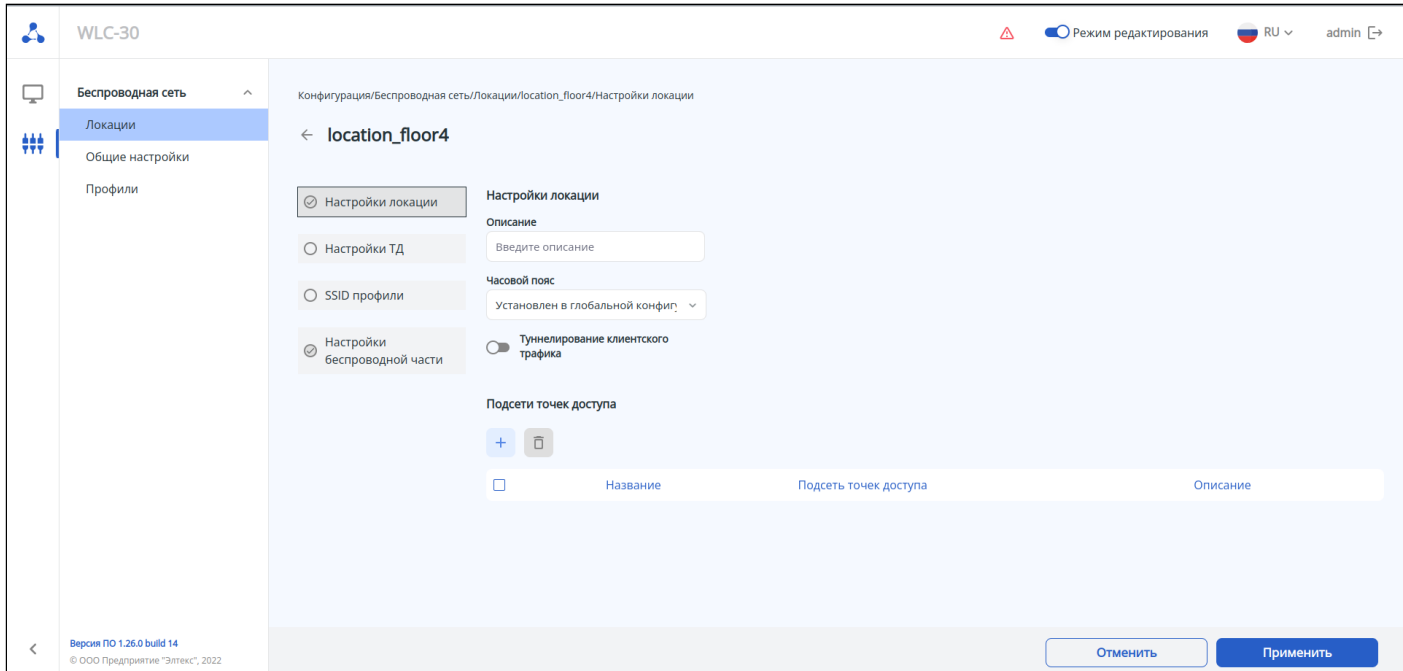 WLC-30
Режим редактирования
RU
admin
Беспроводная сеть
Локации
Общие настройки
Профили
Конфигурация/Беспроводная сеть/Локации/location_floor4/Настройки локации
location_floor4
Настройки локации
Настройки ТД
SSID профили
Настройки
беспроводной части
Настройки локации
Описание
Введите описание
Часовой пояс
Установлен в глобальной конфигу
Туннелирование клиентского
трафика
Подсети точек доступа
Название
Подсеть точек доступа
Описание
Версия ПО 1.26.0 build 14
© ООО Предприятие "Элтекс", 2022
Отменить
Применить